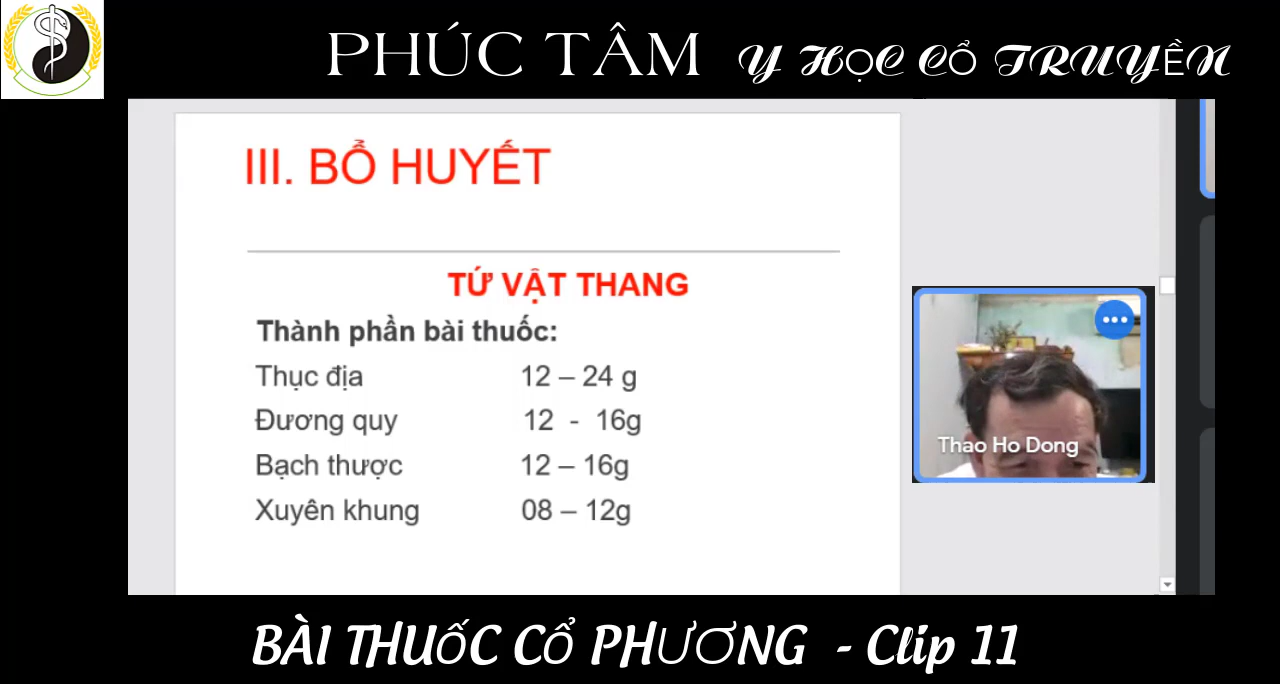 PHÚC TÂM Y HỌC CỔ TRUYỀN
III. BỔ HUYẾT
TỨ VẬT THANG
Thành phần bài thuốc:
Thục địa 12 – 24 g
Đương quy 12 - 16g
Bạch thược 12 – 16g
Xuyên khung 08 – 12g
Thao Ho Dong
BÀI THUỐC CỔ PHƯƠNG - Clip 11